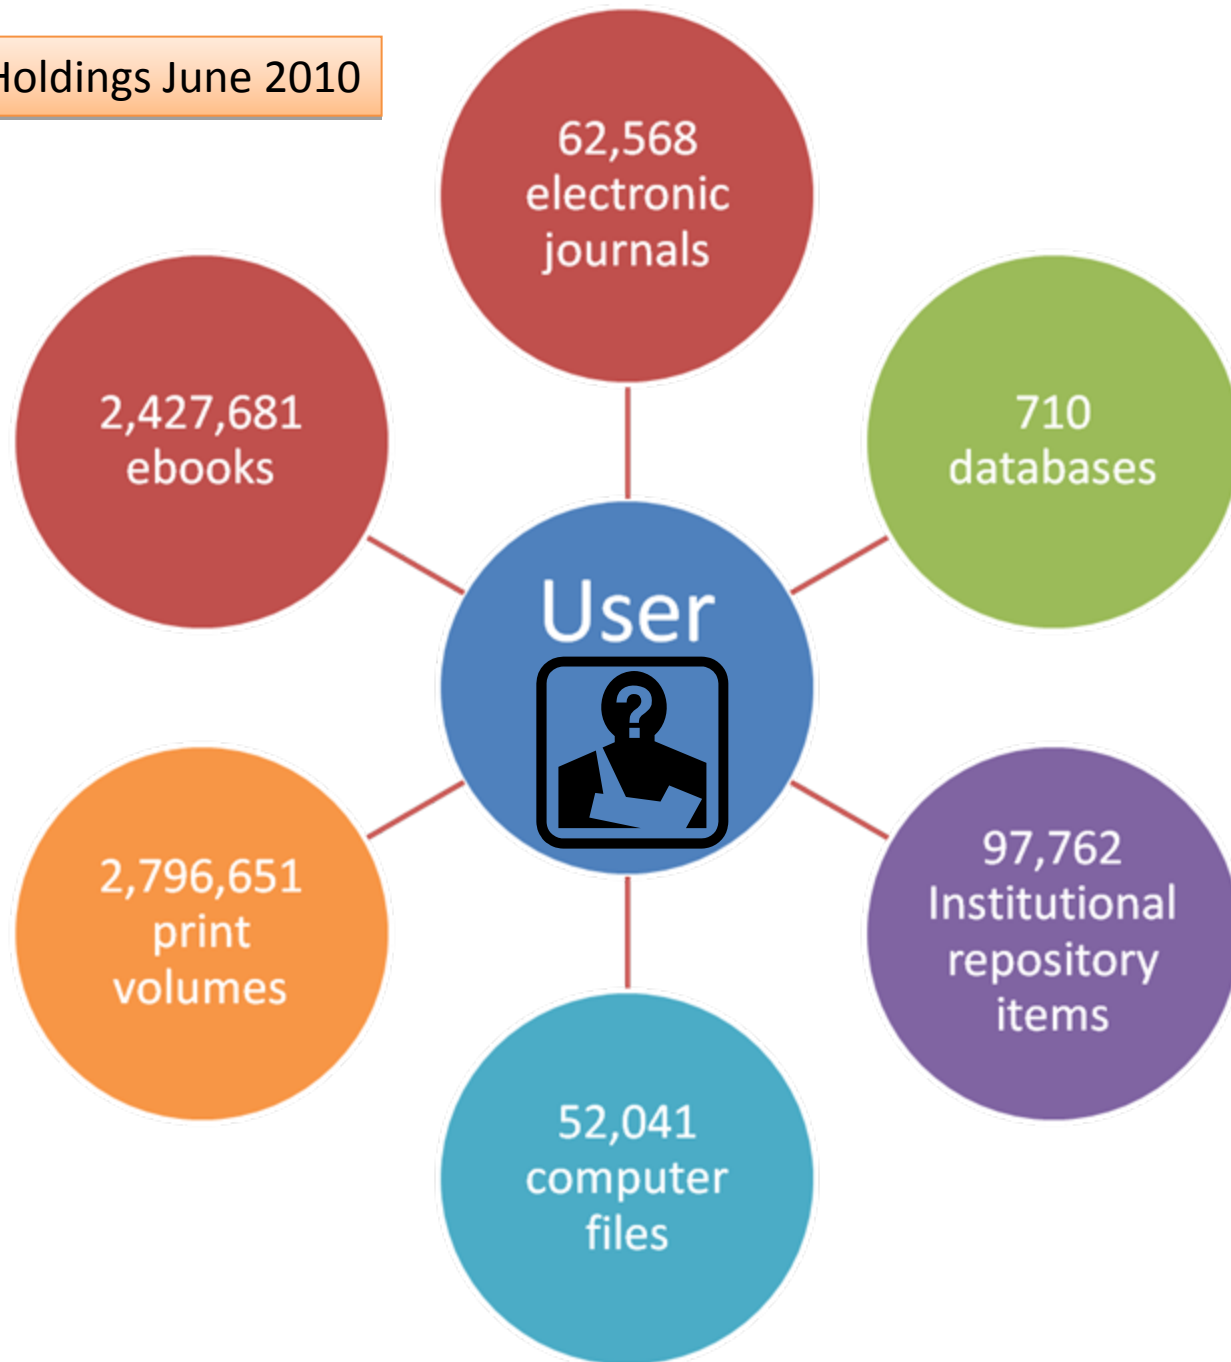 Holdings June 2010
62,568
electronic
journals
2,427,681
ebooks
710
databases
User
?
2,796,651
print
volumes
97,762
Institutional
repository
items
52,041
computer
files